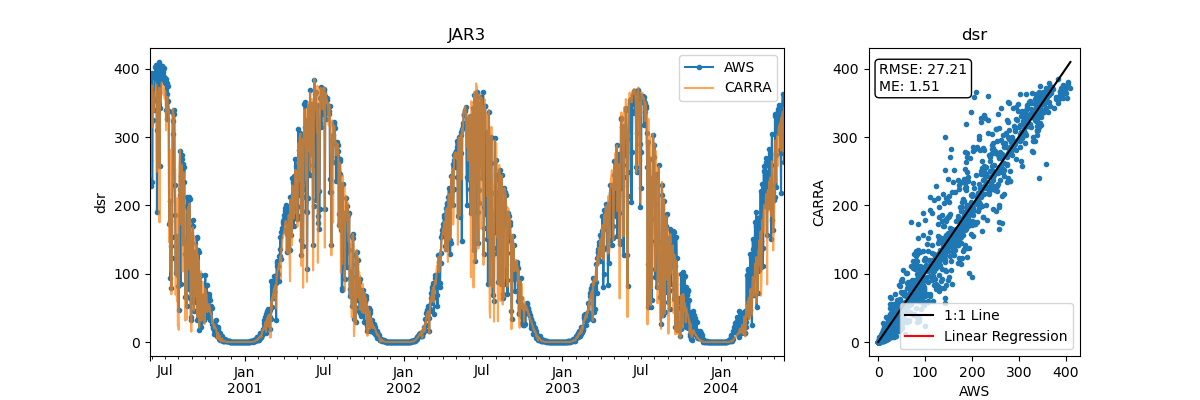 JAR3
dsr
400
300
200
100
0
AWS
CARRA
Jul
Jan
2001
Jul
Jan
2002
Jul
Jan
2003
Jul
Jan
2004
dsr
CARRA
400
300
200
100
0
RMSE: 27.21
ME: 1.51
1:1 Line
Linear Regression
0 100 200 300 400
AWS